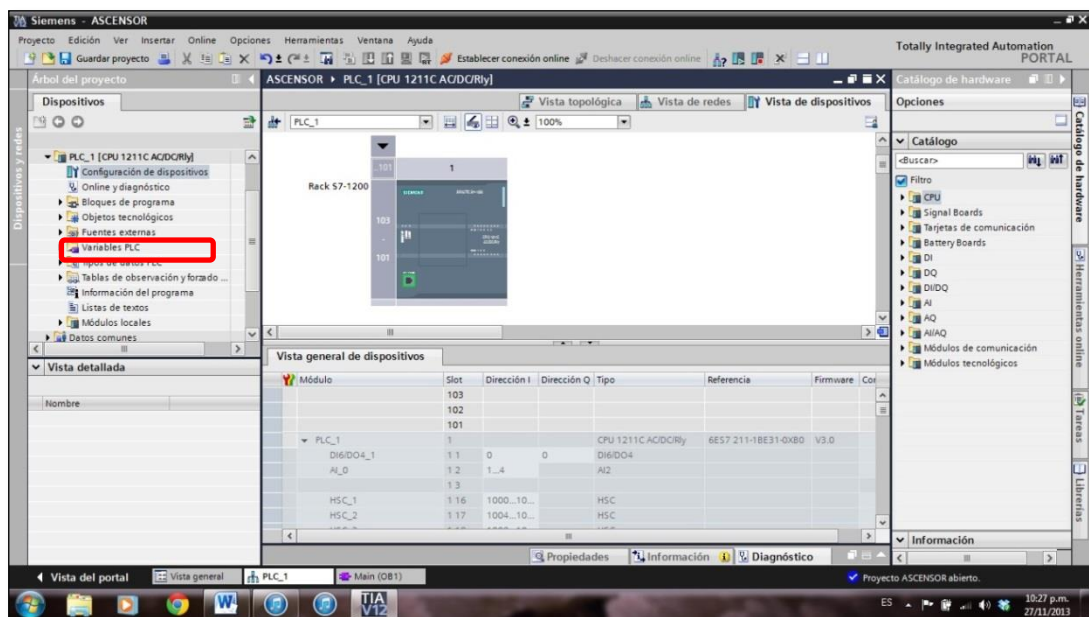 Siemens - ASCENSOR
Proyecto Edición Ver Insertar Online Opciones Herramientas Ventana Ayuda
Totally Integrated Automation
PORTAL
Guardar proyecto
Establecer conexión online
Deshacer conexión online
Árbol del proyecto
ASCENSOR PLC_1 [CPU 1211C AC/DC/Rly]
Catálogo de hardware
Dispositivos
Vista topológica
Vista de redes
Vista de dispositivos
Opciones
PLC_1
100%
Dispositivos y redes
PLC_1 [CPU 1211C AC/DC/Rly]
Configuración de dispositivos
Online y diagnóstico
Bloques de programa
Objetos tecnológicos
Fuentes externas
Variables PLC
Tipos de datos PLC
Tablas de observación y forzado ...
Información del programa
Listas de textos
Módulos locales
Datos comunes
Vista detallada
Nombre
Rack S7-1200
1
103
101
SIEMENS
Catálogo
<Buscar>
Filtro
CPU
Signal Boards
Tarjetas de comunicación
Battery Boards
DI
DQ
DI/DQ
AI
AQ
AI/AQ
Módulos de comunicación
Módulos tecnológicos
Información
Catálogo de hardware
Herramientas online
Tareas
Librerías
Vista general de dispositivos
Módulo Slot Dirección I Dirección Q Tipo Referencia Firmware
103
102
101
PLC_1 1 CPU 1211C AC/DC/Rly 6ES7 211-1BE31-0XB0 V3.0
DI6/DO4_1 1 1 0 0 DI6/DO4
AI_0 1 2 1...4 AI2
1 3
HSC_1 1 16 1000...10... HSC
HSC_2 1 17 1004...10... HSC
Propiedades
Información
Diagnóstico
Vista del portal
Vista general
PLC_1
Main (OB1)
Proyecto ASCENSOR abierto.
TIA
V12
ES
10:27 p.m.
27/11/2013